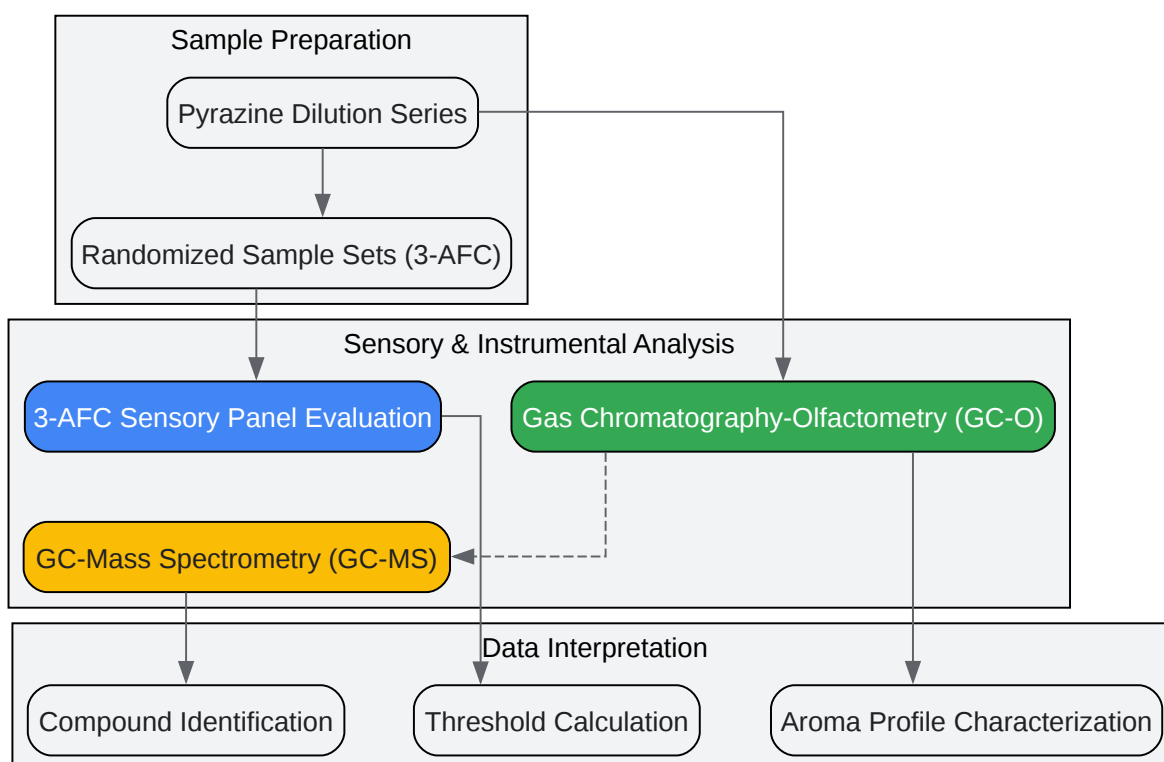 Sample Preparation
Pyrazine Dilution Series
Randomized Sample Sets (3-AFC)
Sensory & Instrumental Analysis
3-AFC Sensory Panel Evaluation
Gas Chromatography-Olfactometry (GC-O)
GC-Mass Spectrometry (GC-MS)
Data Interpretation
Compound Identification
Threshold Calculation
Aroma Profile Characterization